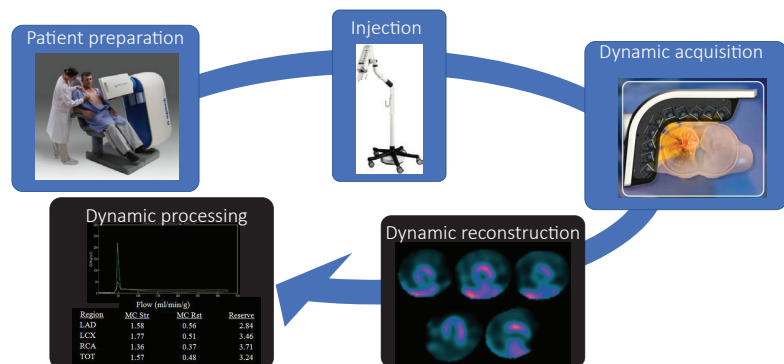 Patient preparation
Injection
Dynamic acquisition
Dynamic reconstruction
Dynamic processing
Flow (ml/min/g)
Region MC Str MC Rst Reserve
LAD 1.58 0.56 2.84
LCX 1.77 0.51 3.46
RCA 1.36 0.37 3.71
TOT 1.57 0.48 3.24